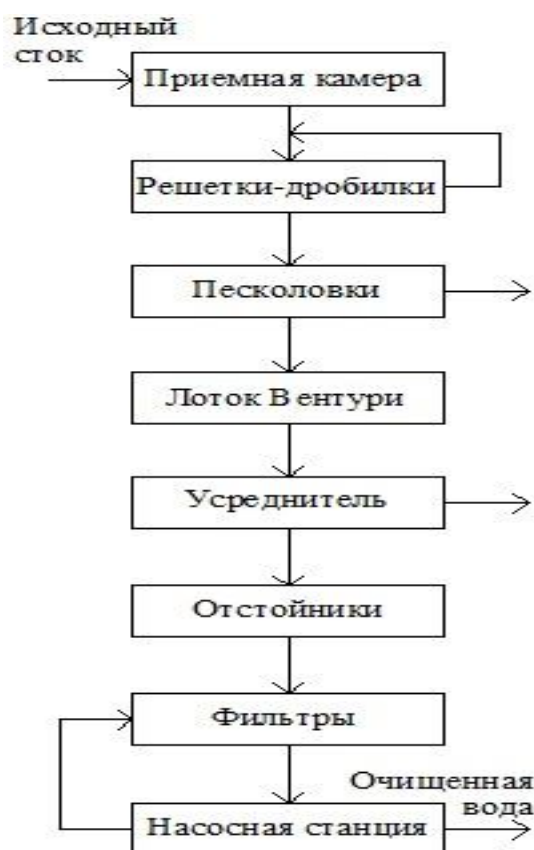 Исходный
сток
Приемная камера
Решетки-дробилки
Песколовки
Лоток Вентури
Усреднитель
Отстойники
Фильтры
Очищенная
вода
Насосная станция